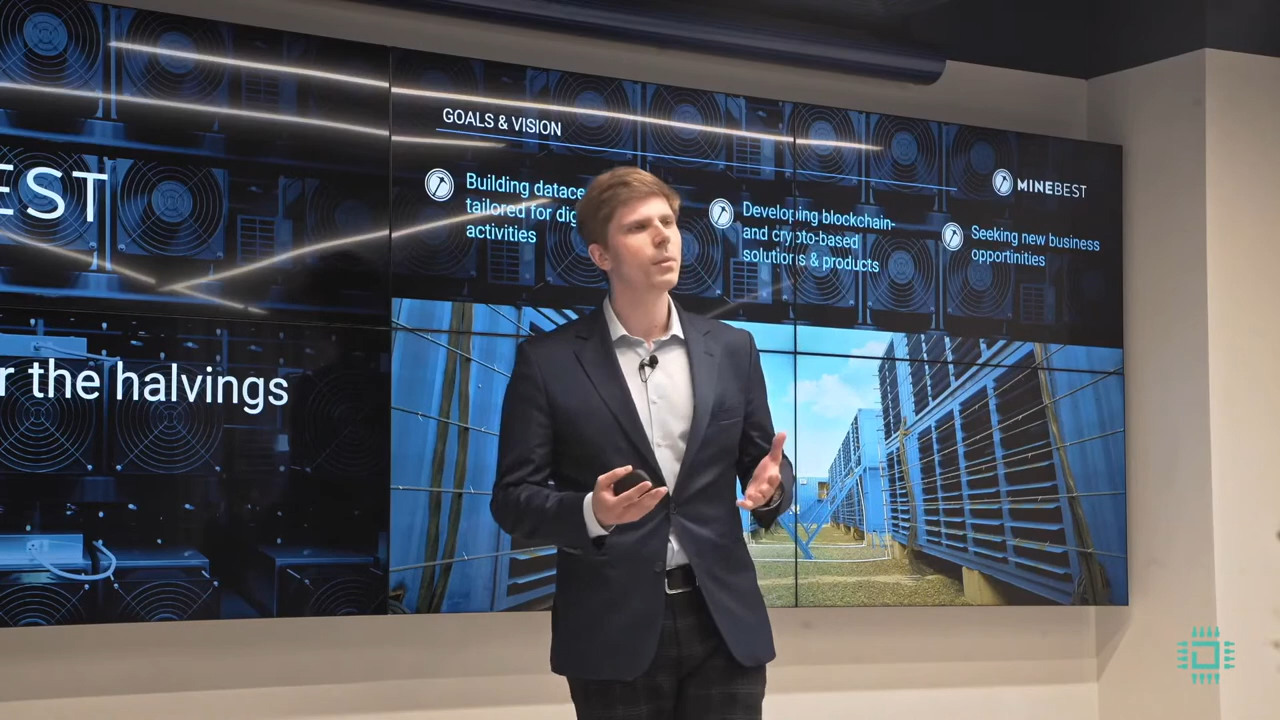 EST
r the halvings
GOALS & VISION
MINEBEST
Building datace
tailored for dig
activities
Developing blockchain-
and crypto-based
solutions & products
Seeking new business
opportinities